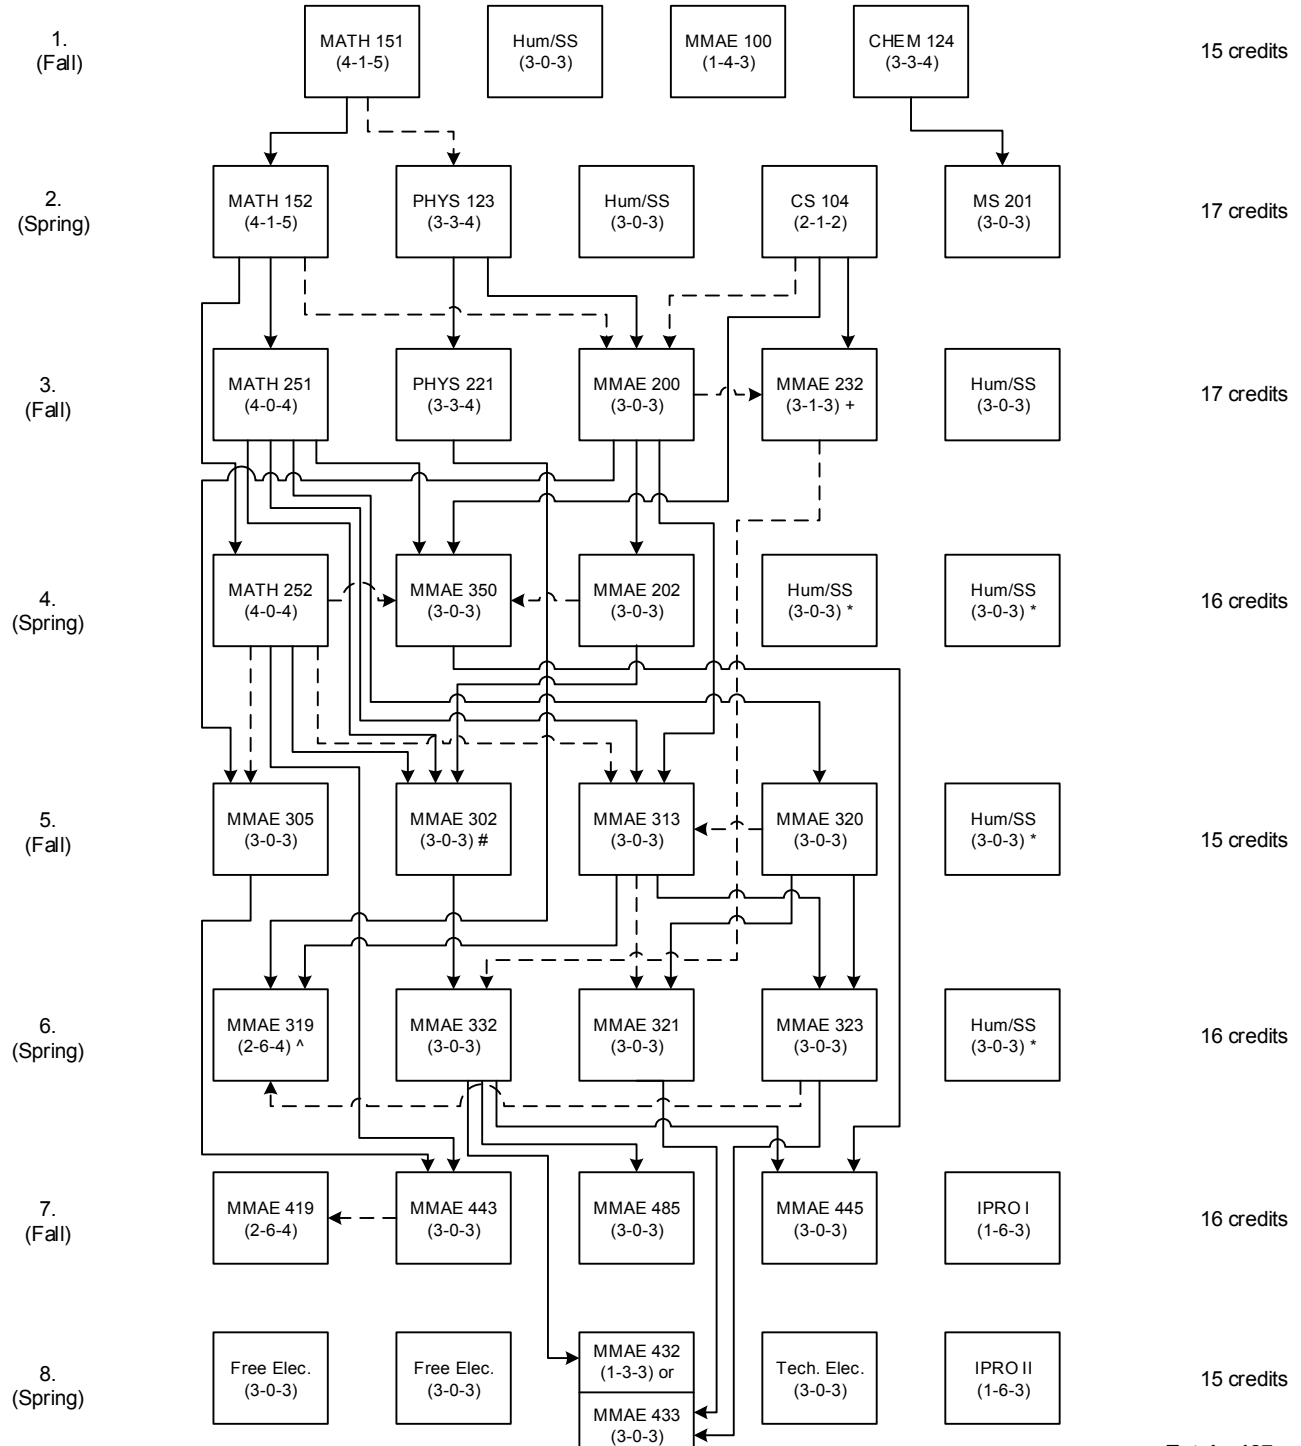 1.
(Fall)
MATH 151
(4-1-5)
Hum/SS
(3-0-3)
MMAE 100
(1-4-3)
CHEM 124
(3-3-4)
15 credits
2.
(Spring)
MATH 152
(4-1-5)
PHYS 123
(3-3-4)
Hum/SS
(3-0-3)
CS 104
(2-1-2)
MS 201
(3-0-3)
17 credits
3.
(Fall)
MATH 251
(4-0-4)
PHYS 221
(3-3-4)
MMAE 200
(3-0-3)
MMAE 232
(3-1-3) +
Hum/SS
(3-0-3)
17 credits
4.
(Spring)
MATH 252
(4-0-4)
MMAE 350
(3-0-3)
MMAE 202
(3-0-3)
Hum/SS
(3-0-3) *
Hum/SS
(3-0-3) *
16 credits
5.
(Fall)
MMAE 305
(3-0-3)
MMAE 302
(3-0-3) #
MMAE 313
(3-0-3)
MMAE 320
(3-0-3)
Hum/SS
(3-0-3) *
15 credits
6.
(Spring)
MMAE 319
(2-6-4) ^
MMAE 332
(3-0-3)
MMAE 321
(3-0-3)
MMAE 323
(3-0-3)
Hum/SS
(3-0-3) *
16 credits
7.
(Fall)
MMAE 419
(2-6-4)
MMAE 443
(3-0-3)
MMAE 485
(3-0-3)
MMAE 445
(3-0-3)
IPRO I
(1-6-3)
16 credits
8.
(Spring)
Free Elec.
(3-0-3)
Free Elec.
(3-0-3)
MMAE 432
(1-3-3) or
MMAE 433
(3-0-3)
Tech. Elec.
(3-0-3)
IPRO II
(1-6-3)
15 credits